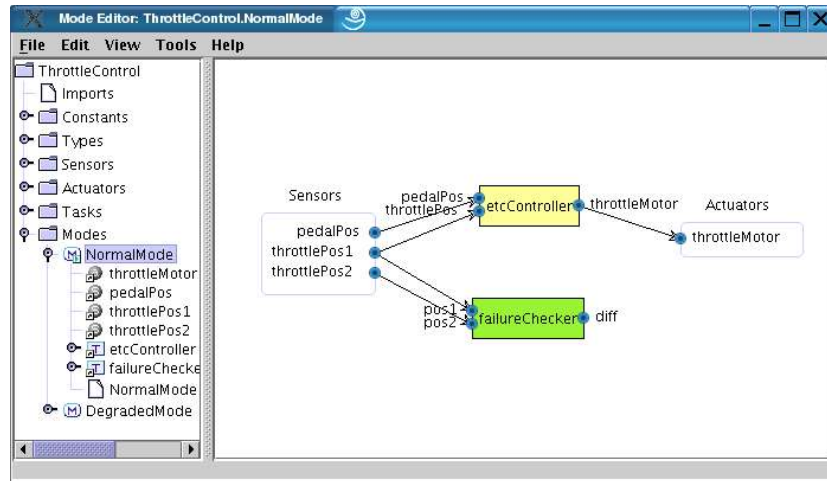 Mode Editor: ThrottleControl.NormalMode
File Edit View Tools Help
ThrottleControl
Imports
Constants
Types
Sensors
Actuators
Tasks
Modes
M NormalMode
throttleMotor
pedalPos
throttlePos1
throttlePos2
T etcController
T failureChecke
NormalMode
M DegradedMode
Sensors
pedalPos
throttlePos1
throttlePos2
pedalPos
throttlePos
etcController
throttleMotor
Actuators
throttleMotor
pos1
pos2
failureChecker
diff